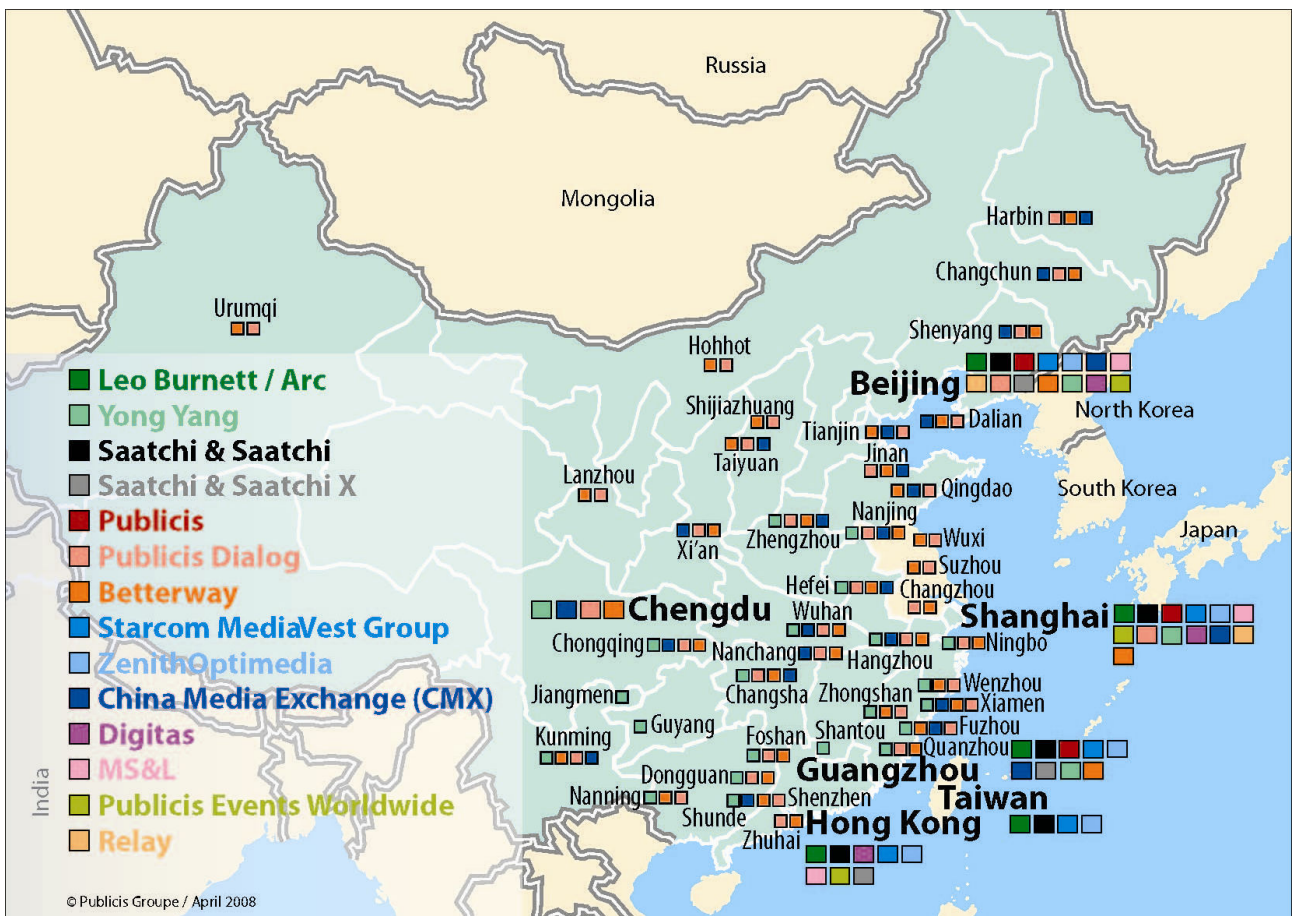 Russia
Mongolia
Harbin
Changchun
Urumqi
Shenyang
Hohhot
Beijing
Leo Burnett / Arc
Yong Yang
Saatchi & Saatchi
Saatchi & Saatchi X
Publicis
Publicis Dialog
Betterway
Starcom MediaVest Group
ZenithOptimedia
China Media Exchange (CMX)
Digitas
MS&L
Publicis Events Worldwide
Relay
India
© Publicis Groupe / April 2008
North Korea
Shijiazhuang
Dalian
Tianjin
Taiyuan
Jinan
Lanzhou
Qingdao
South Korea
Nanjing
Japan
Xi'an
Zhengzhou
Wuxi
Suzhou
Hefei
Changzhou
Chengdu
Wuhan
Shanghai
Chongqing
Nanchang
Hangzhou
Ningbo
Jiangmen
Changsha
Zhongshan
Wenzhou
Xiamen
Guyang
Shantou
Fuzhou
Kunming
Foshan
Quanzhou
Guangzhou
Dongguan
Nanning
Shenzhen
Taiwan
Shunde
Zhuhai
Hong Kong